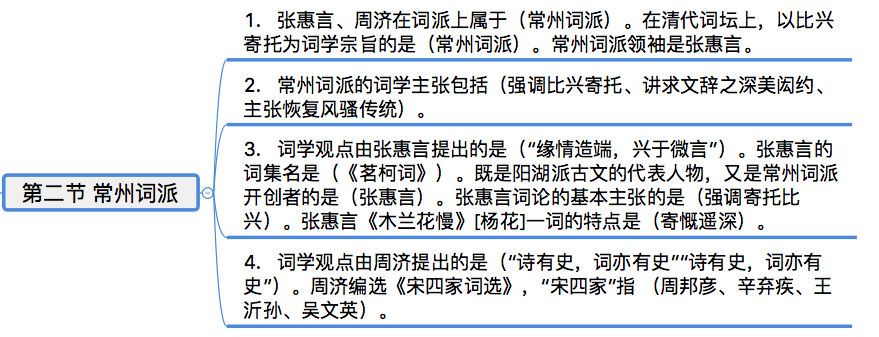 第二节 常州词派
1. 张惠言、周济在词派上属于（常州词派）。在清代词坛上，以比兴
寄托为词学宗旨的是（常州词派）。常州词派领袖是张惠言。
2. 常州词派的词学主张包括（强调比兴寄托、讲求文辞之深美闳约、
主张恢复风骚传统）。
3. 词学观点由张惠言提出的是（“缘情造端，兴于微言”）。张惠言的
词集名是（《茗柯词》）。既是阳湖派古文的代表人物，又是常州词派
开创者的是（张惠言）。张惠言词论的基本主张的是（强调寄托比
兴）。张惠言《木兰花慢》[杨花]一词的特点是（寄慨遥深）。
4. 词学观点由周济提出的是（“诗有史，词亦有史”“诗有史，词亦有
史”）。周济编选《宋四家词选》，“宋四家”指 （周邦彦、辛弃疾、王
沂孙、吴文英）。